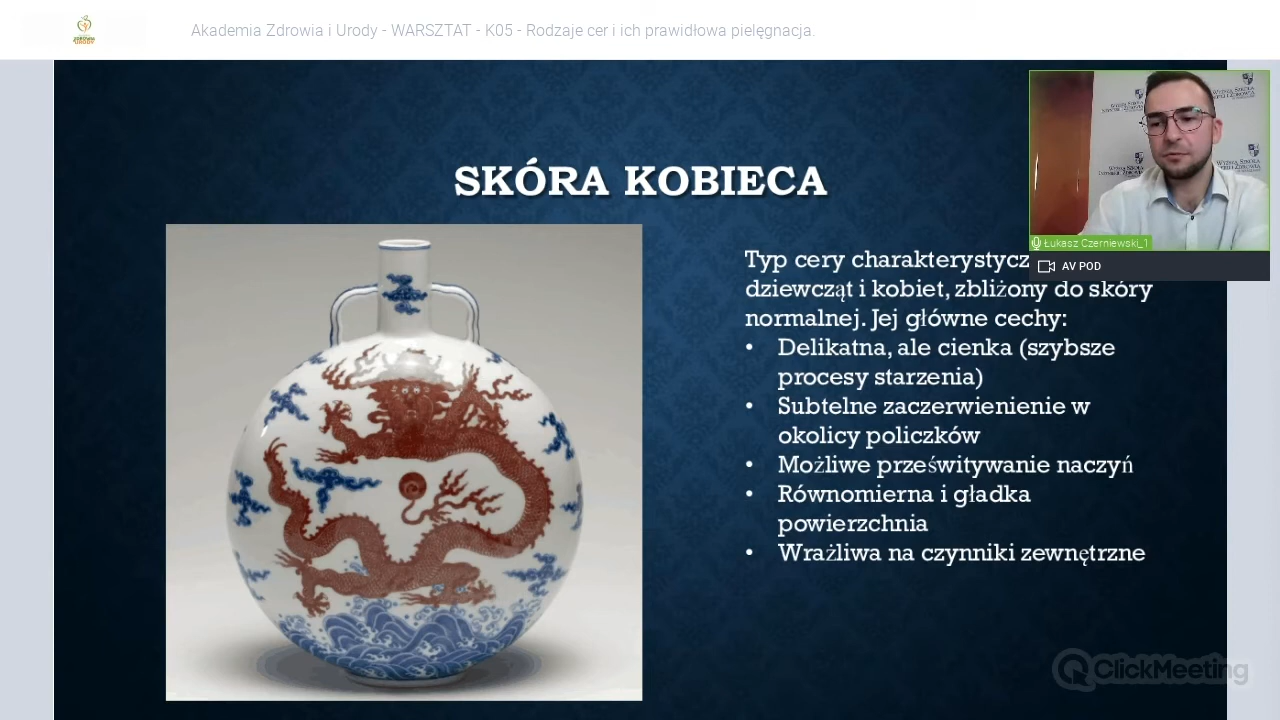 Akademia Zdrowia i Urody - WARSZTAT - K05 - Rodzaje cer i ich prawidłowa pielęgnacja.
SKÓRA KOBIECA
Typ cery
dziewcząt i kobiet, zbliżony do skóry
normalnej. Jej główne cechy:
• Delikatna, ale cienka (szybsze
procesy starzenia)
• Subtelne zaczerwienienie w
okolicy policzków
• Możliwe prześwitywanie naczyń
• Równomierna i gładka
powierzchnia
• Wrażliwa na czynniki zewnętrzne
Łukasz Czerniewski_1
AV POD
ClickMeeting